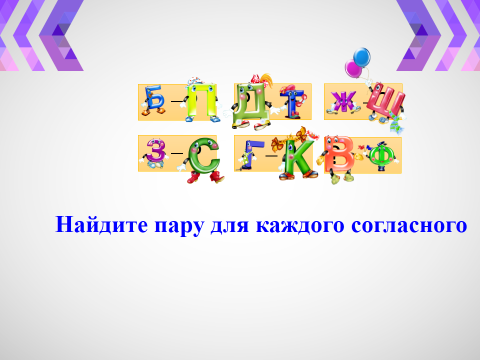 Б – П Д – Т Ж – Ш
З – С Г – К В – Ф
Найдите пару для каждого согласного